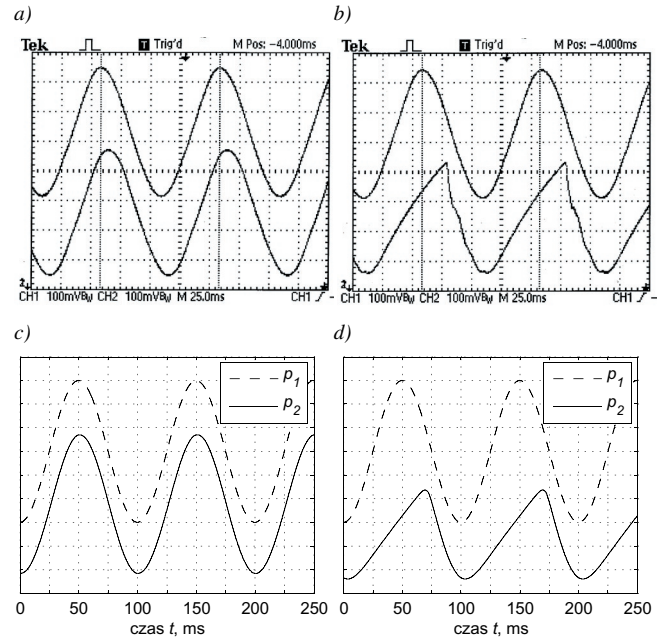 a)
b)
Tek Trig'd M Pos: -4.000ms
Tek Trig'd M Pos: -4.000ms
CH1 100mVBw CH2 100mVBw M 25.0ms CH1
CH1 100mVBw CH2 100mVBw M 25.0ms CH1
c)
d)
p1
p2
p1
p2
0 50 100 150 200 250
0 50 100 150 200 250
czas t, ms
czas t, ms